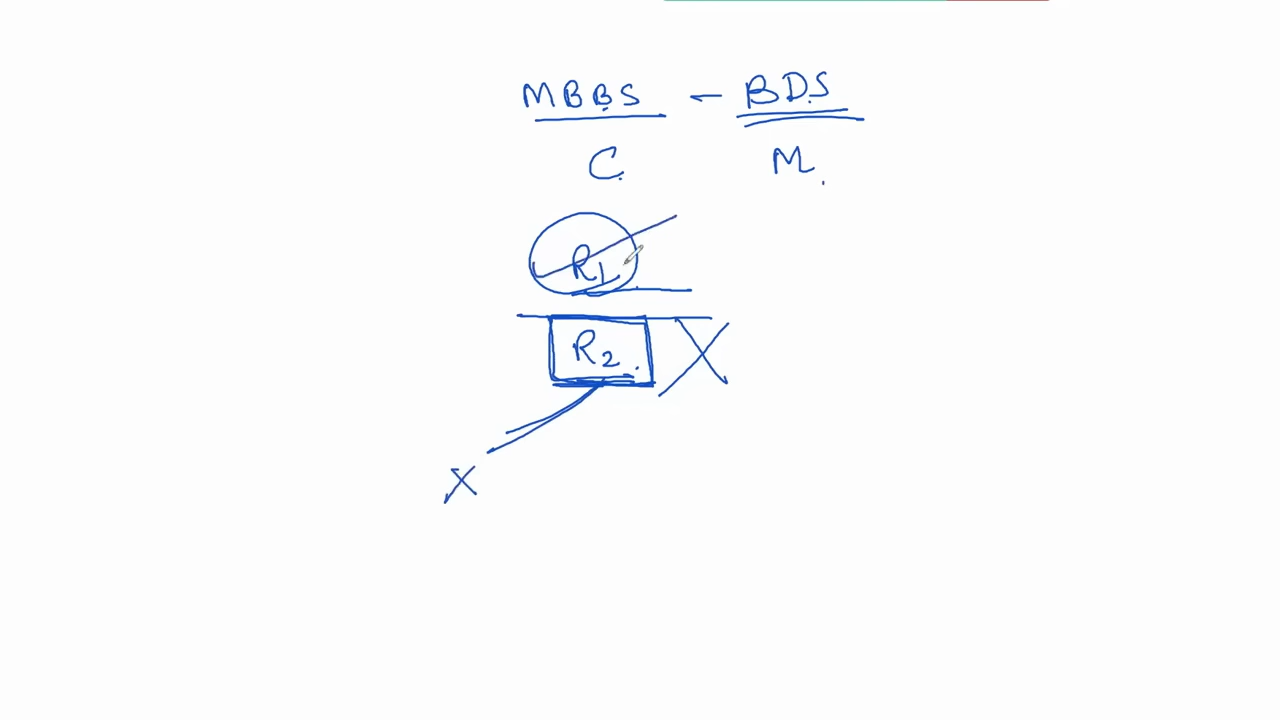 MBBS - BDS
C. M.
R1
R2. X
X